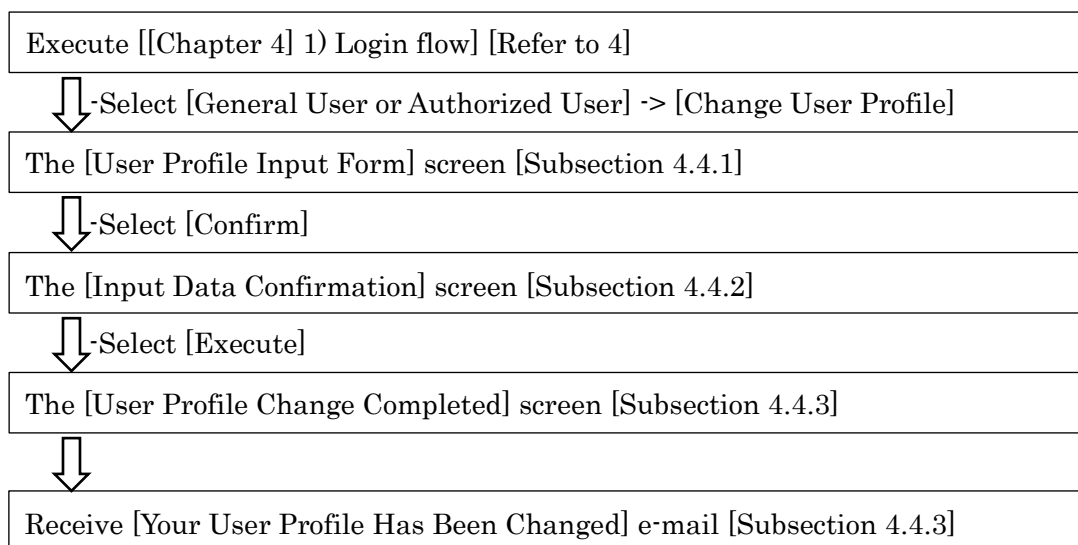 Execute [[Chapter 4] 1) Login flow] [Refer to 4]
-Select [General User or Authorized User] -> [Change User Profile]
The [User Profile Input Form] screen [Subsection 4.4.1]
-Select [Confirm]
The [Input Data Confirmation] screen [Subsection 4.4.2]
-Select [Execute]
The [User Profile Change Completed] screen [Subsection 4.4.3]
Receive [Your User Profile Has Been Changed] e-mail [Subsection 4.4.3]